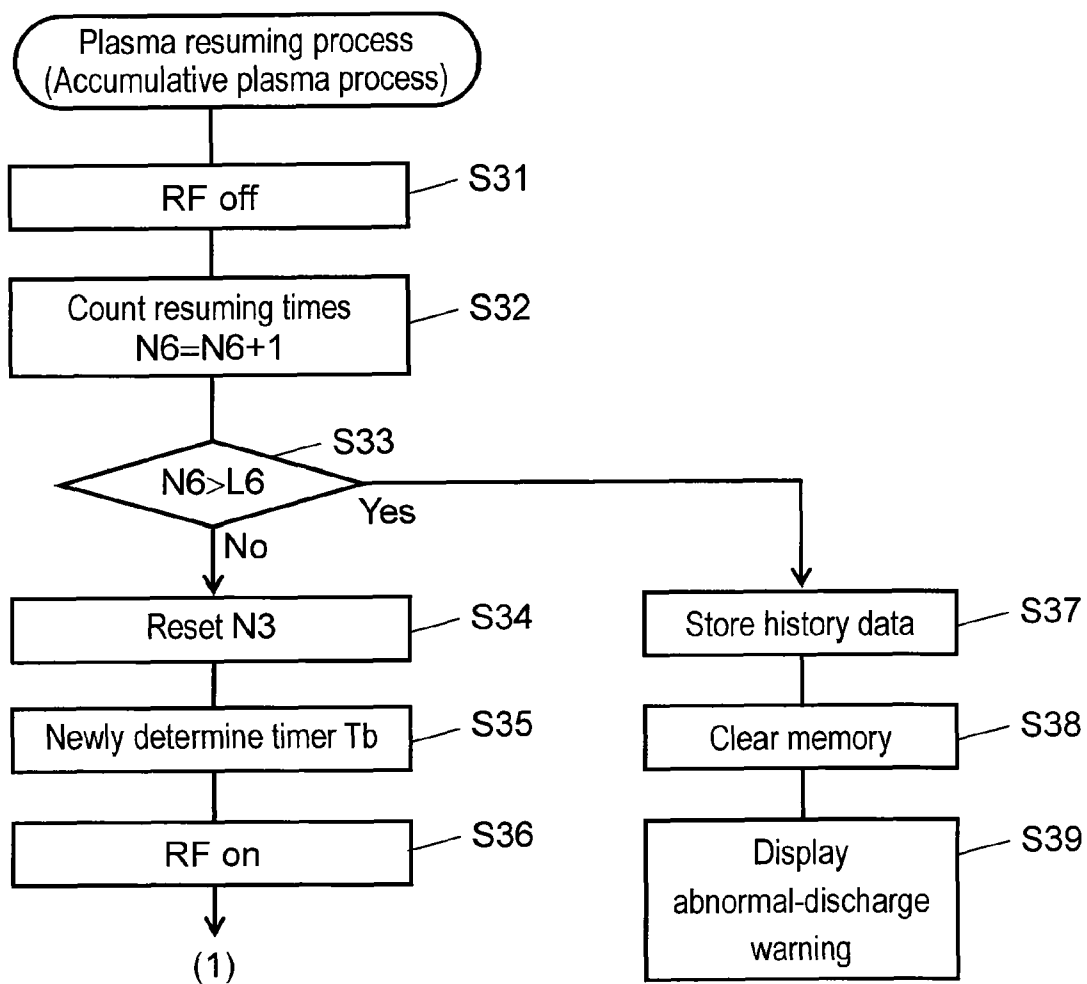 Plasma resuming process
(Accumulative plasma process)
RF off
S31
Count resuming times
N6=N6+1
S32
S33
N6>L6
Yes
No
Reset N3
S34
Newly determine timer Tb
S35
RF on
S36
(1)
Store history data
S37
Clear memory
S38
Display
abnormal-discharge
warning
S39